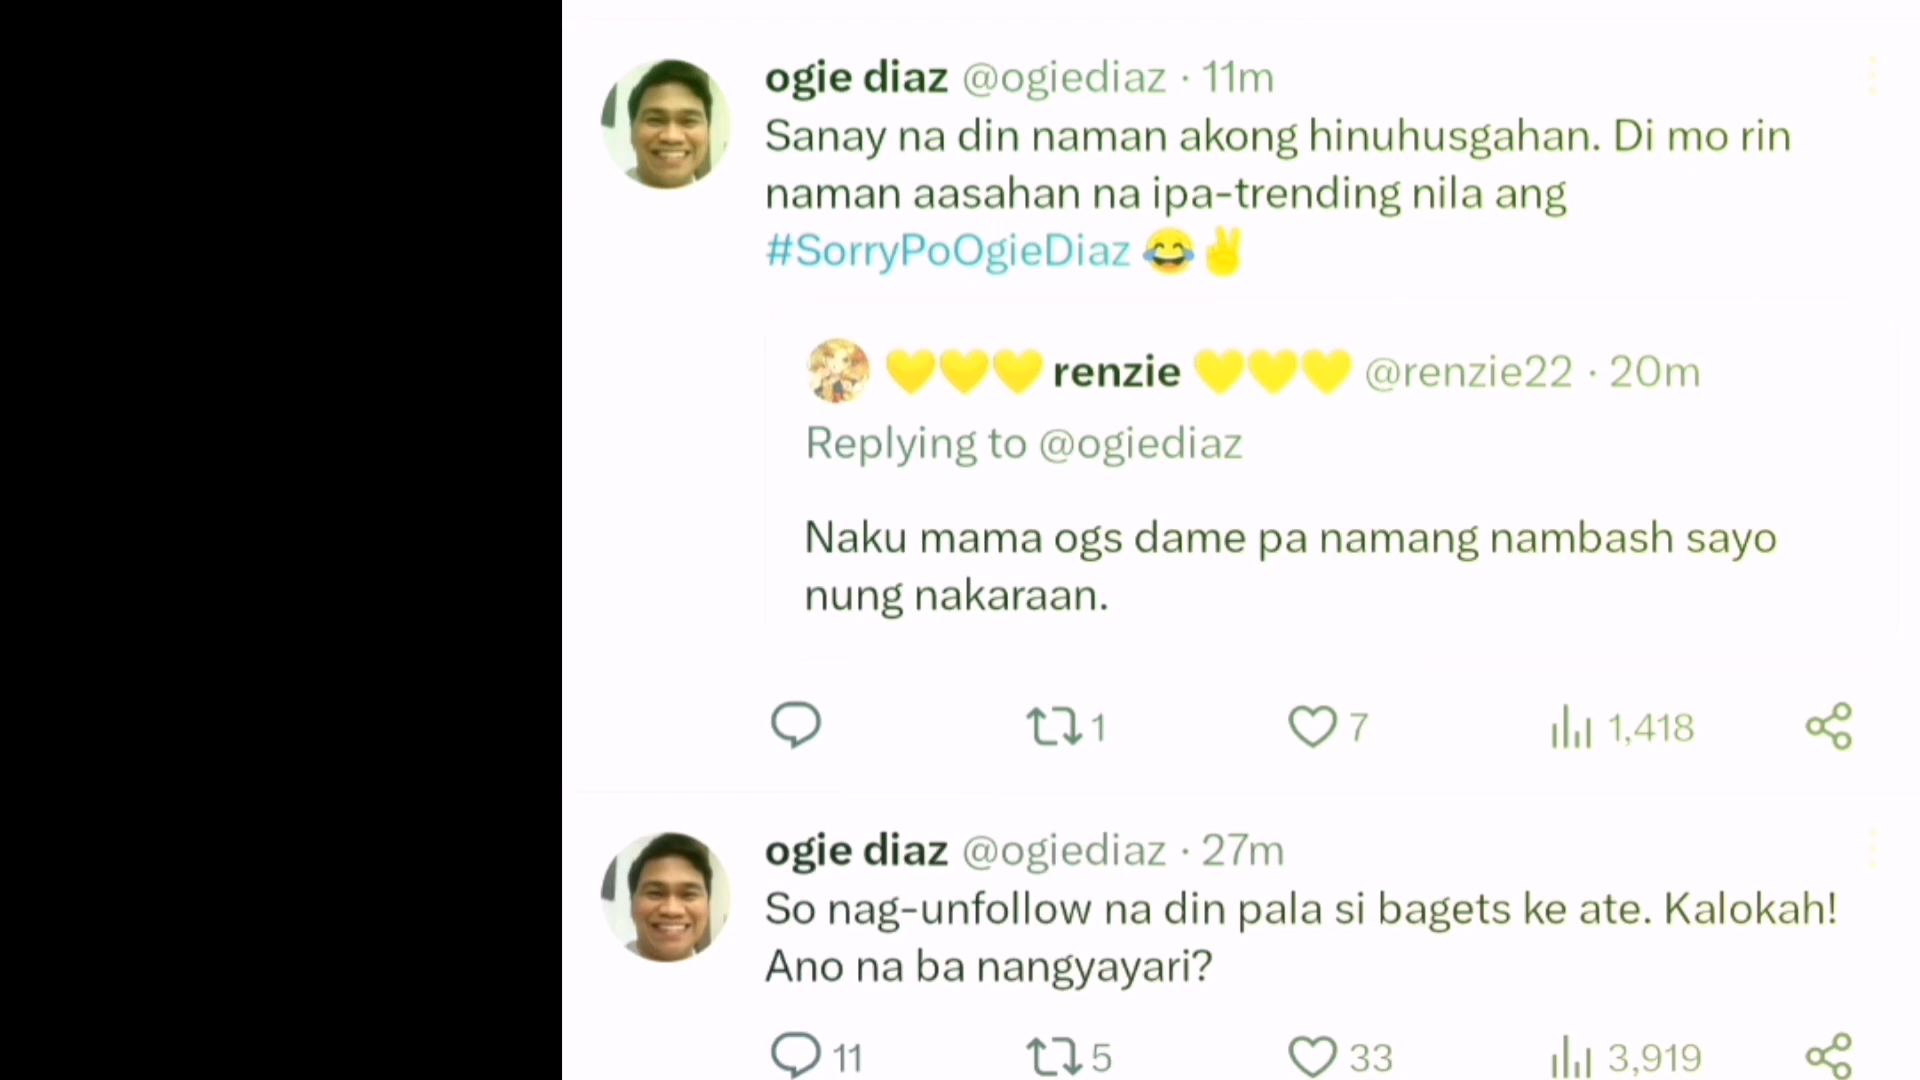 ogie diaz @ogiediaz · 11m
Sanay na din naman akong hinuhusgahan. Di mo rin
naman aasahan na ipa-trending nila ang
#SorryPoOgieDiaz 😂✌
💛💛💛 renzie 💛💛💛 @renzie22 · 20m
Replying to @ogiediaz
Naku mama ogs dame pa namang nambash sayo
nung nakaraan.
1 7 1,418
ogie diaz @ogiediaz · 27m
So nag-unfollow na din pala si bagets ke ate. Kalokah!
Ano na ba nangyayari?
11 5 33 3,919